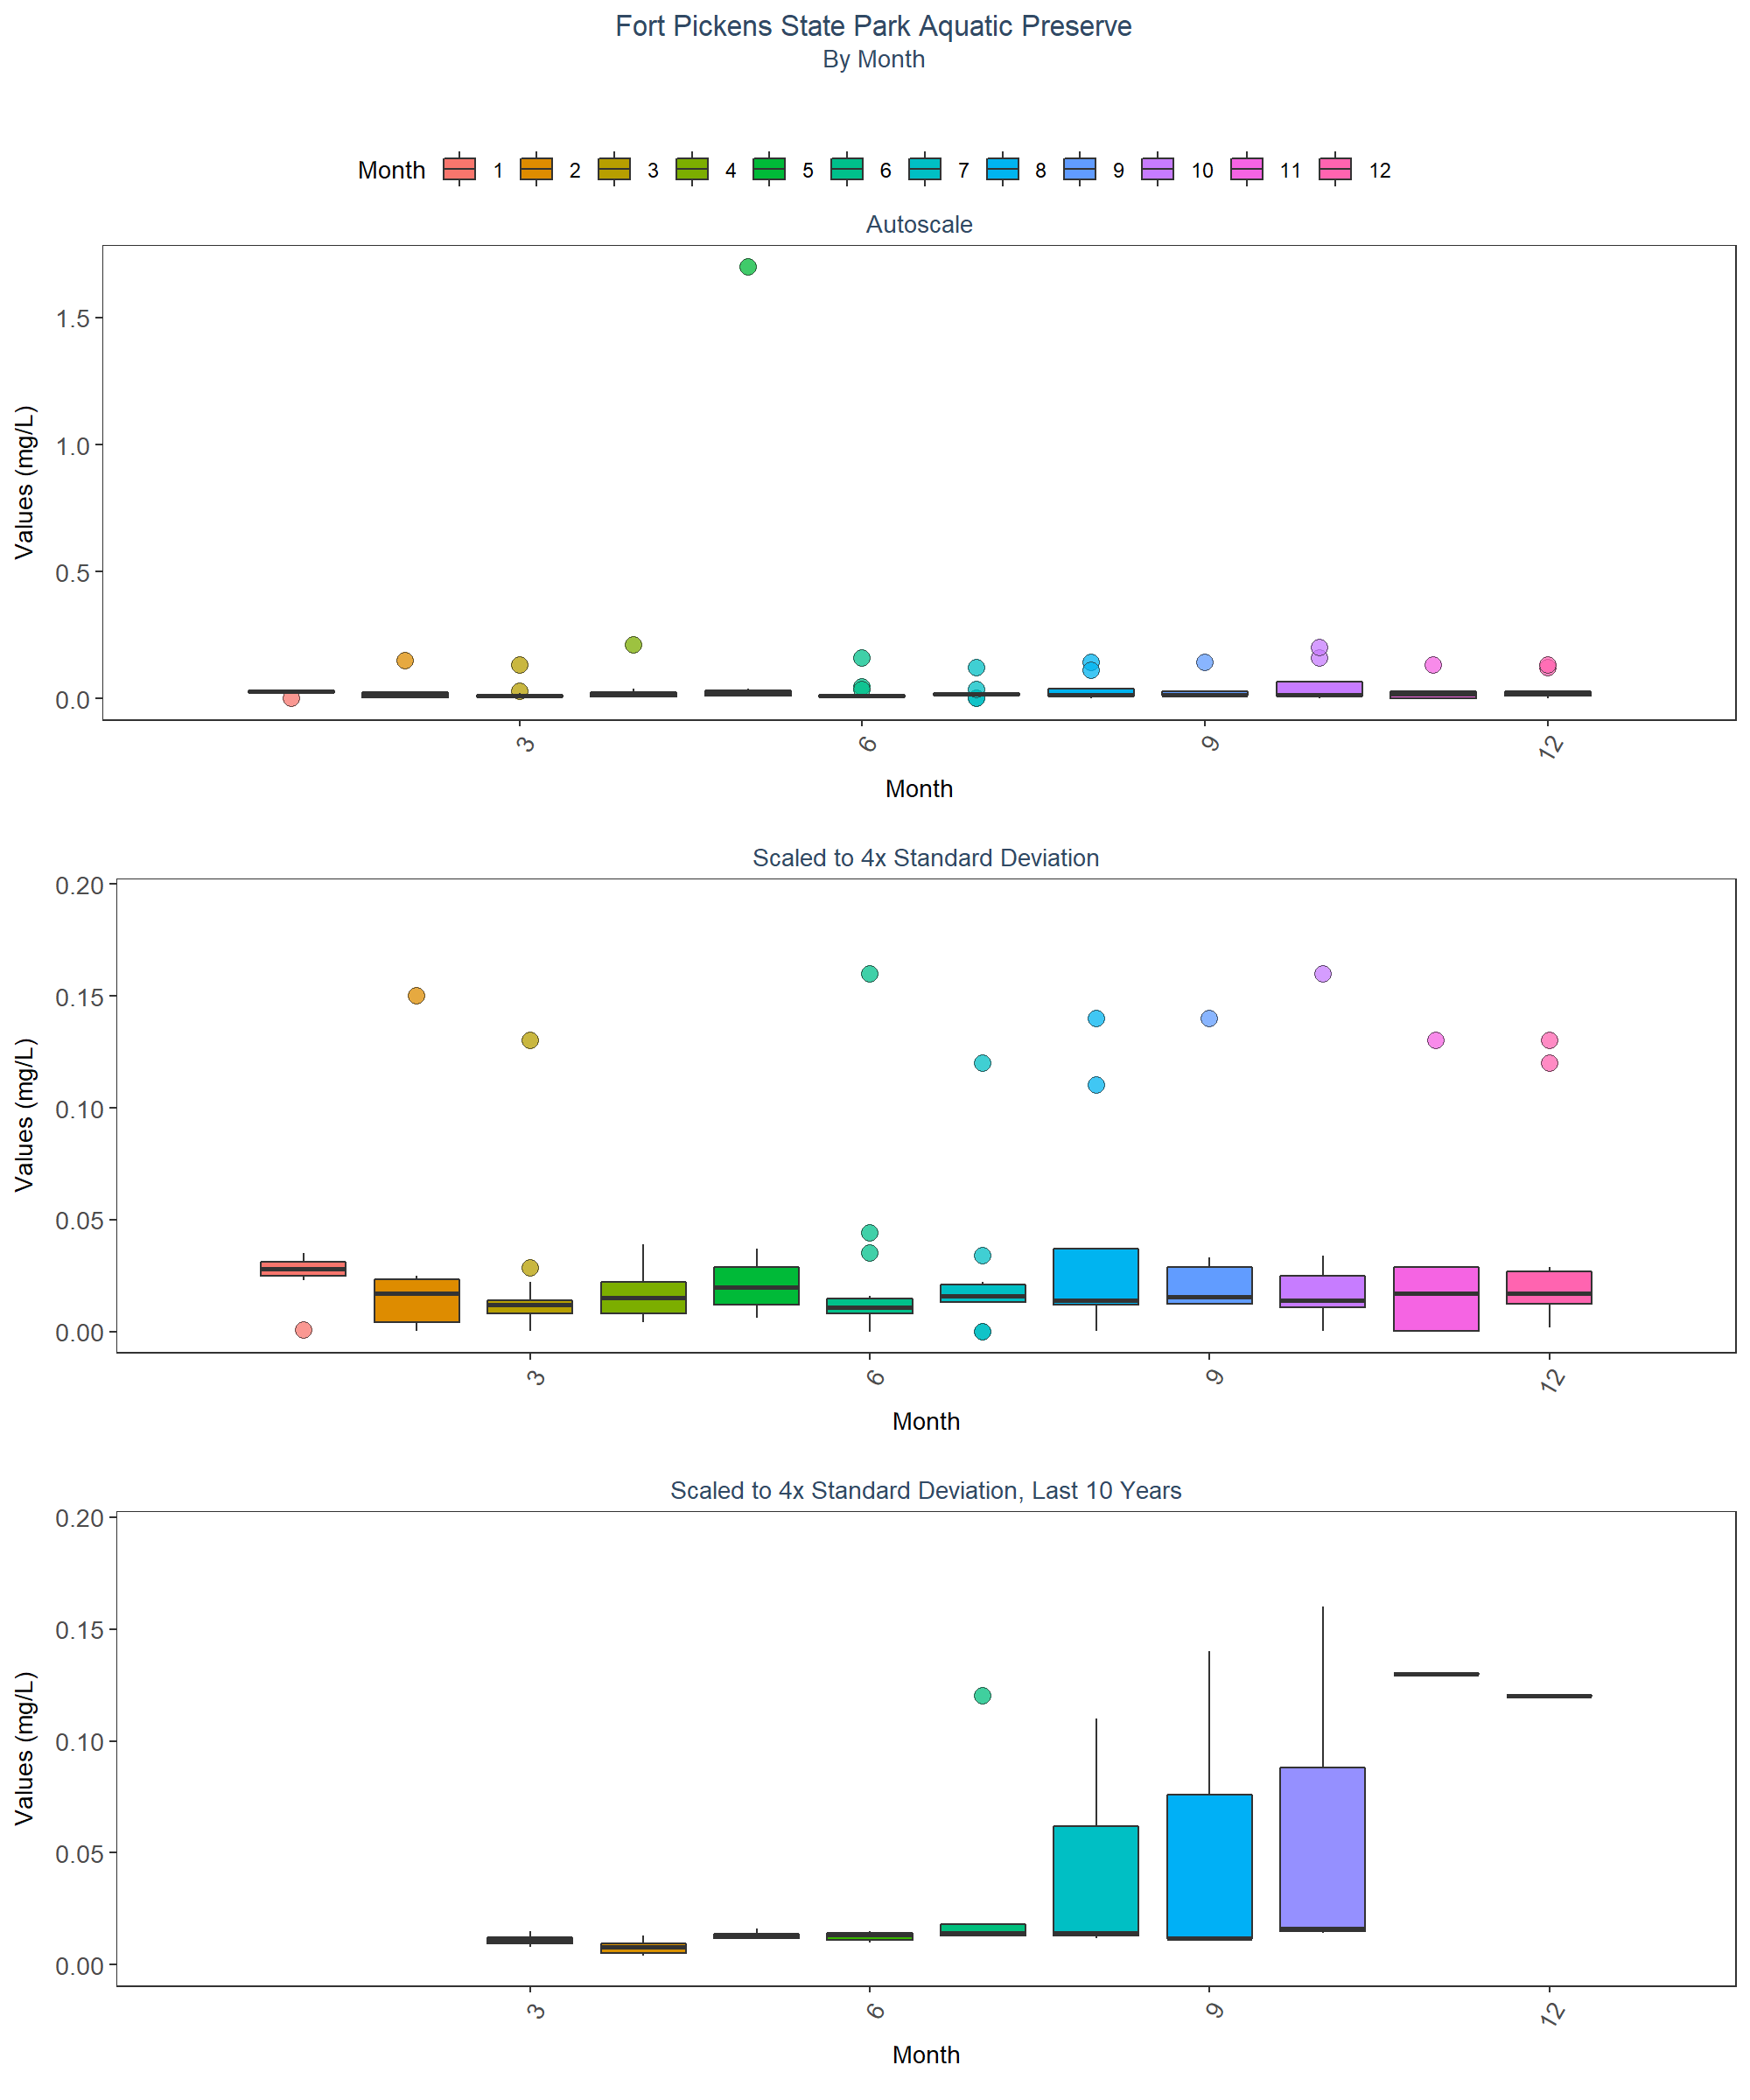 Fort Pickens State Park Aquatic Preserve
By Month
Month 1 2 3 4 5 6 7 8 9 10 11 12
Autoscale
Values (mg/L)
1.5
1.0
0.5
0.0
3 6 9 12
Month
Scaled to 4x Standard Deviation
Values (mg/L)
0.20
0.15
0.10
0.05
0.00
3 6 9 12
Month
Scaled to 4x Standard Deviation, Last 10 Years
Values (mg/L)
0.20
0.15
0.10
0.05
0.00
3 6 9 12
Month